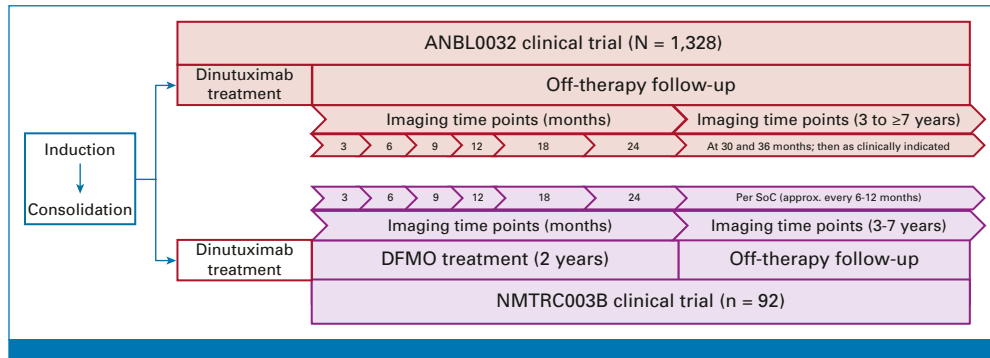 ANBL0032 clinical trial (N = 1,328)
Dinutuximab
treatment
Off-therapy follow-up
Imaging time points (months)
Imaging time points (3 to ≥7 years)
3
6
9
12
18
24
At 30 and 36 months; then as clinically indicated
Induction
Consolidation
3
6
9
12
18
24
Per SoC (approx. every 6-12 months)
Imaging time points (months)
Imaging time points (3-7 years)
Dinutuximab
treatment
DFMO treatment (2 years)
Off-therapy follow-up
NMTRC003B clinical trial (n = 92)